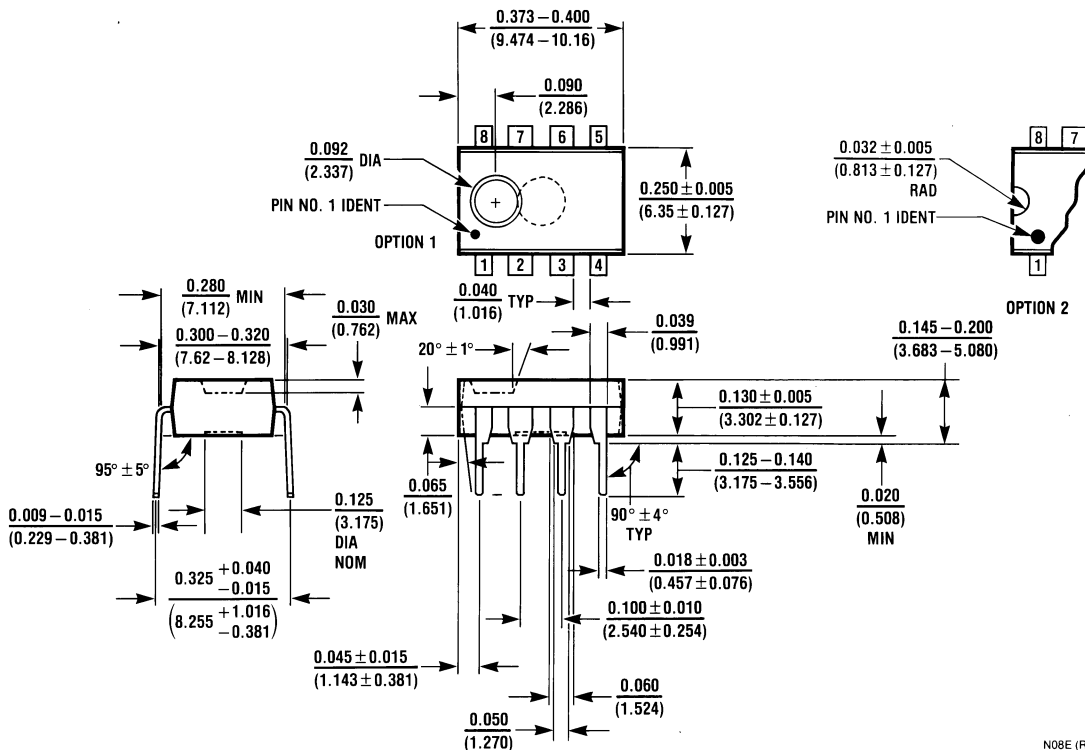 0.373 – 0.400
(9.474 – 10.16)
0.090
(2.286)
8 7 6 5
0.092 DIA
(2.337)
PIN NO. 1 IDENT
OPTION 1
1 2 3 4
0.250 ± 0.005
(6.35 ± 0.127)
8 7
0.032 ± 0.005
(0.813 ± 0.127)
RAD
PIN NO. 1 IDENT
1
OPTION 2
0.280 MIN
(7.112)
0.300 – 0.320
(7.62 – 8.128)
0.030 MAX
(0.762)
0.040 TYP
(1.016)
0.039
(0.991)
0.145 – 0.200
(3.683 – 5.080)
20° ± 1°
0.130 ± 0.005
(3.302 ± 0.127)
95° ± 5°
0.065
(1.651)
0.125 – 0.140
(3.175 – 3.556)
0.020
(0.508)
MIN
90° ± 4°
TYP
0.009 – 0.015
(0.229 – 0.381)
0.125
(3.175)
DIA
NOM
0.018 ± 0.003
(0.457 ± 0.076)
0.325 +0.040
–0.015
(8.255 +1.016
–0.381)
0.100 ± 0.010
(2.540 ± 0.254)
0.045 ± 0.015
(1.143 ± 0.381)
0.060
(1.524)
0.050
(1.270)
N08E (R